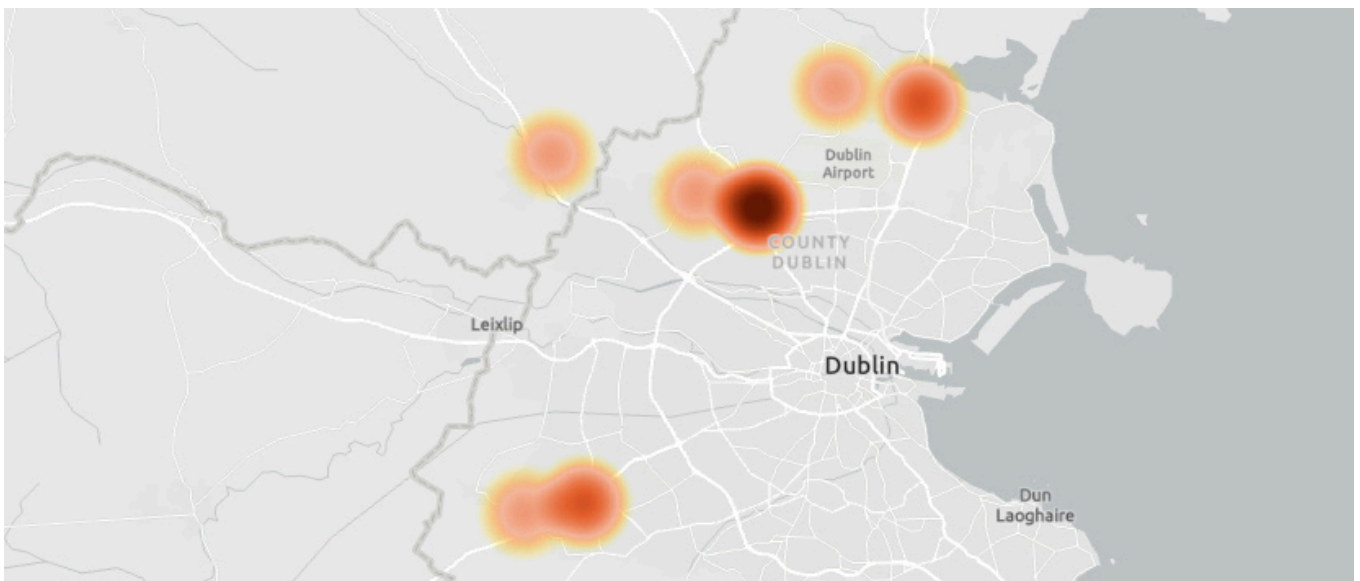 Dublin
Airport
COUNTY
DUBLIN
Leixlip
Dublin
Dun
Laoghaire